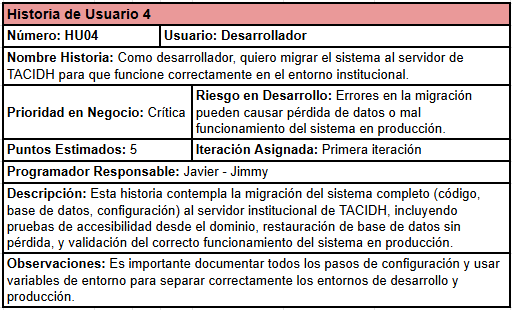 Historia de Usuario 4
Número: HU04
Usuario: Desarrollador
Nombre Historia: Como desarrollador, quiero migrar el sistema al servidor de
TACIDH para que funcione correctamente en el entorno institucional.
Prioridad en Negocio: Crítica
Riesgo en Desarrollo: Errores en la migración
pueden causar pérdida de datos o mal
funcionamiento del sistema en producción.
Puntos Estimados: 5
Iteración Asignada: Primera iteración
Programador Responsable: Javier - Jimmy
Descripción: Esta historia contempla la migración del sistema completo (código,
base de datos, configuración) al servidor institucional de TACIDH, incluyendo
pruebas de accesibilidad desde el dominio, restauración de base de datos sin
pérdida, y validación del correcto funcionamiento del sistema en producción.
Observaciones: Es importante documentar todos los pasos de configuración y usar
variables de entorno para separar correctamente los entornos de desarrollo y
producción.